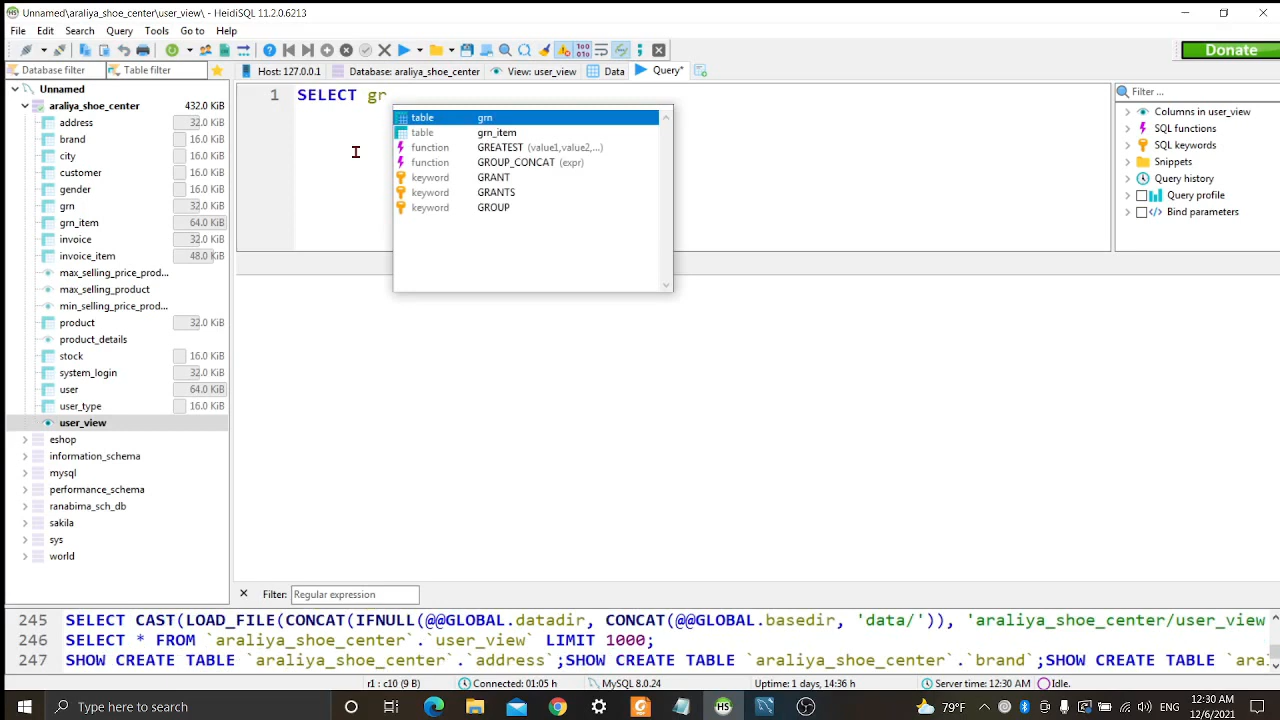 Unnamed\araliya_shoe_center\user_view\ - HeidiSQL 11.2.0.6213
File Edit Search Query Tools Go to Help
Donate
Database filter Table filter Host: 127.0.0.1 Database: araliya_shoe_center View: user_view Data Query*
Unnamed
araliya_shoe_center 432.0 KiB
address 32.0 KiB
brand 16.0 KiB
city 16.0 KiB
customer 32.0 KiB
gender 16.0 KiB
grn 32.0 KiB
grn_item 64.0 KiB
invoice 32.0 KiB
invoice_item 48.0 KiB
max_selling_price_prod...
max_selling_product
min_selling_price_prod...
product 32.0 KiB
product_details
stock 16.0 KiB
system_login 32.0 KiB
user 64.0 KiB
user_type 16.0 KiB
user_view
eshop
information_schema
mysql
performance_schema
ranabima_sch_db
sakila
sys
world
1 SELECT gr
table grn
table grn_item
function GREATEST (value1,value2,...)
function GROUP_CONCAT (expr)
keyword GRANT
keyword GRANTS
keyword GROUP
Filter ...
Columns in user_view
SQL functions
SQL keywords
Snippets
Query history
Query profile
Bind parameters
Filter: Regular expression
245 SELECT CAST(LOAD_FILE(CONCAT(IFNULL(@@GLOBAL.datadir, CONCAT(@@GLOBAL.basedir, 'data/')), 'araliya_shoe_center/user_view
246 SELECT * FROM `araliya_shoe_center`.`user_view` LIMIT 1000;
247 SHOW CREATE TABLE `araliya_shoe_center`.`address`;SHOW CREATE TABLE `araliya_shoe_center`.`brand`;SHOW CREATE TABLE `aral
r1 : c10 (9 B) Connected: 01:05 h MySQL 8.0.24 Uptime: 1 days, 14:36 h Server time: 12:30 AM Idle.
Type here to search 79°F 12:30 AM
12/6/2021